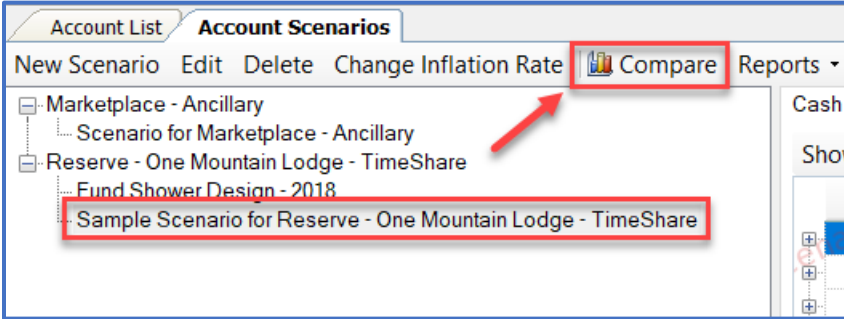 Account List Account Scenarios
New Scenario Edit Delete Change Inflation Rate Compare Reports
Marketplace - Ancillary Cash
Scenario for Marketplace - Ancillary
Reserve - One Mountain Lodge - TimeShare Show
Fund Shower Design - 2018
Sample Scenario for Reserve - One Mountain Lodge - TimeShare